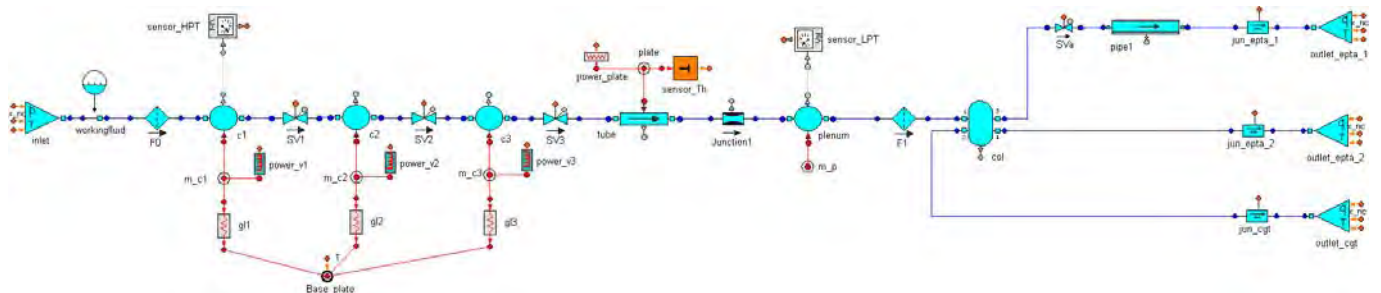 sensor_HPT
sensor_LPT
plate
power_plate
sensor_Th
SVa
pipe1
jun_epta_1
outlet_epta_1
inlet
workingfluid
F0
c1
SV1
c2
SV2
c3
SV3
tube
Junction1
plenum
F1
col
jun_epta_2
outlet_epta_2
power_v1
power_v2
power_v3
m_c1
m_c2
m_c3
m_p
gl1
gl2
gl3
jun_cgt
outlet_cgt
T
Base_plate